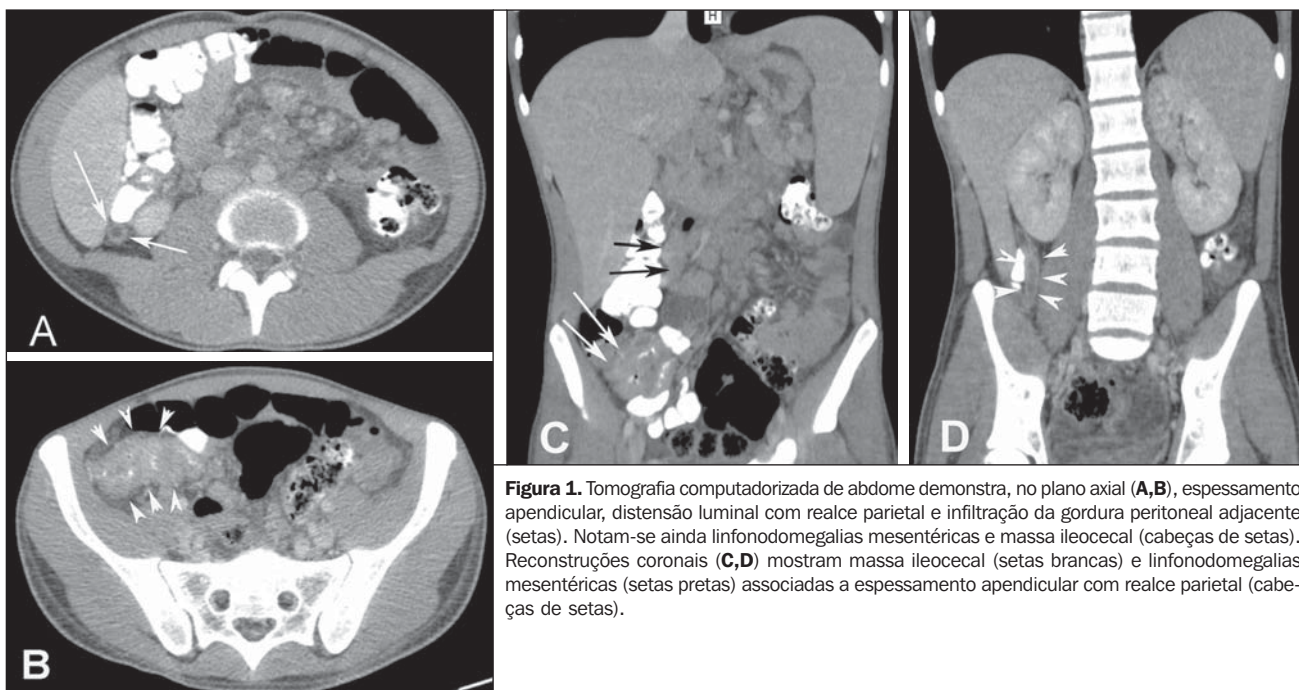 A
B
H
C
D
Figura 1. Tomografia computadorizada de abdome demonstra, no plano axial (A,B), espessamento
apendicular, distensão luminal com realce parietal e infiltração da gordura peritoneal adjacente
(setas). Notam-se ainda linfonodomegalias mesentéricas e massa ileocecal (cabeças de setas).
Reconstruções coronais (C,D) mostram massa ileocecal (setas brancas) e linfonodomegalias
mesentéricas (setas pretas) associadas a espessamento apendicular com realce parietal (cabe-
ças de setas).